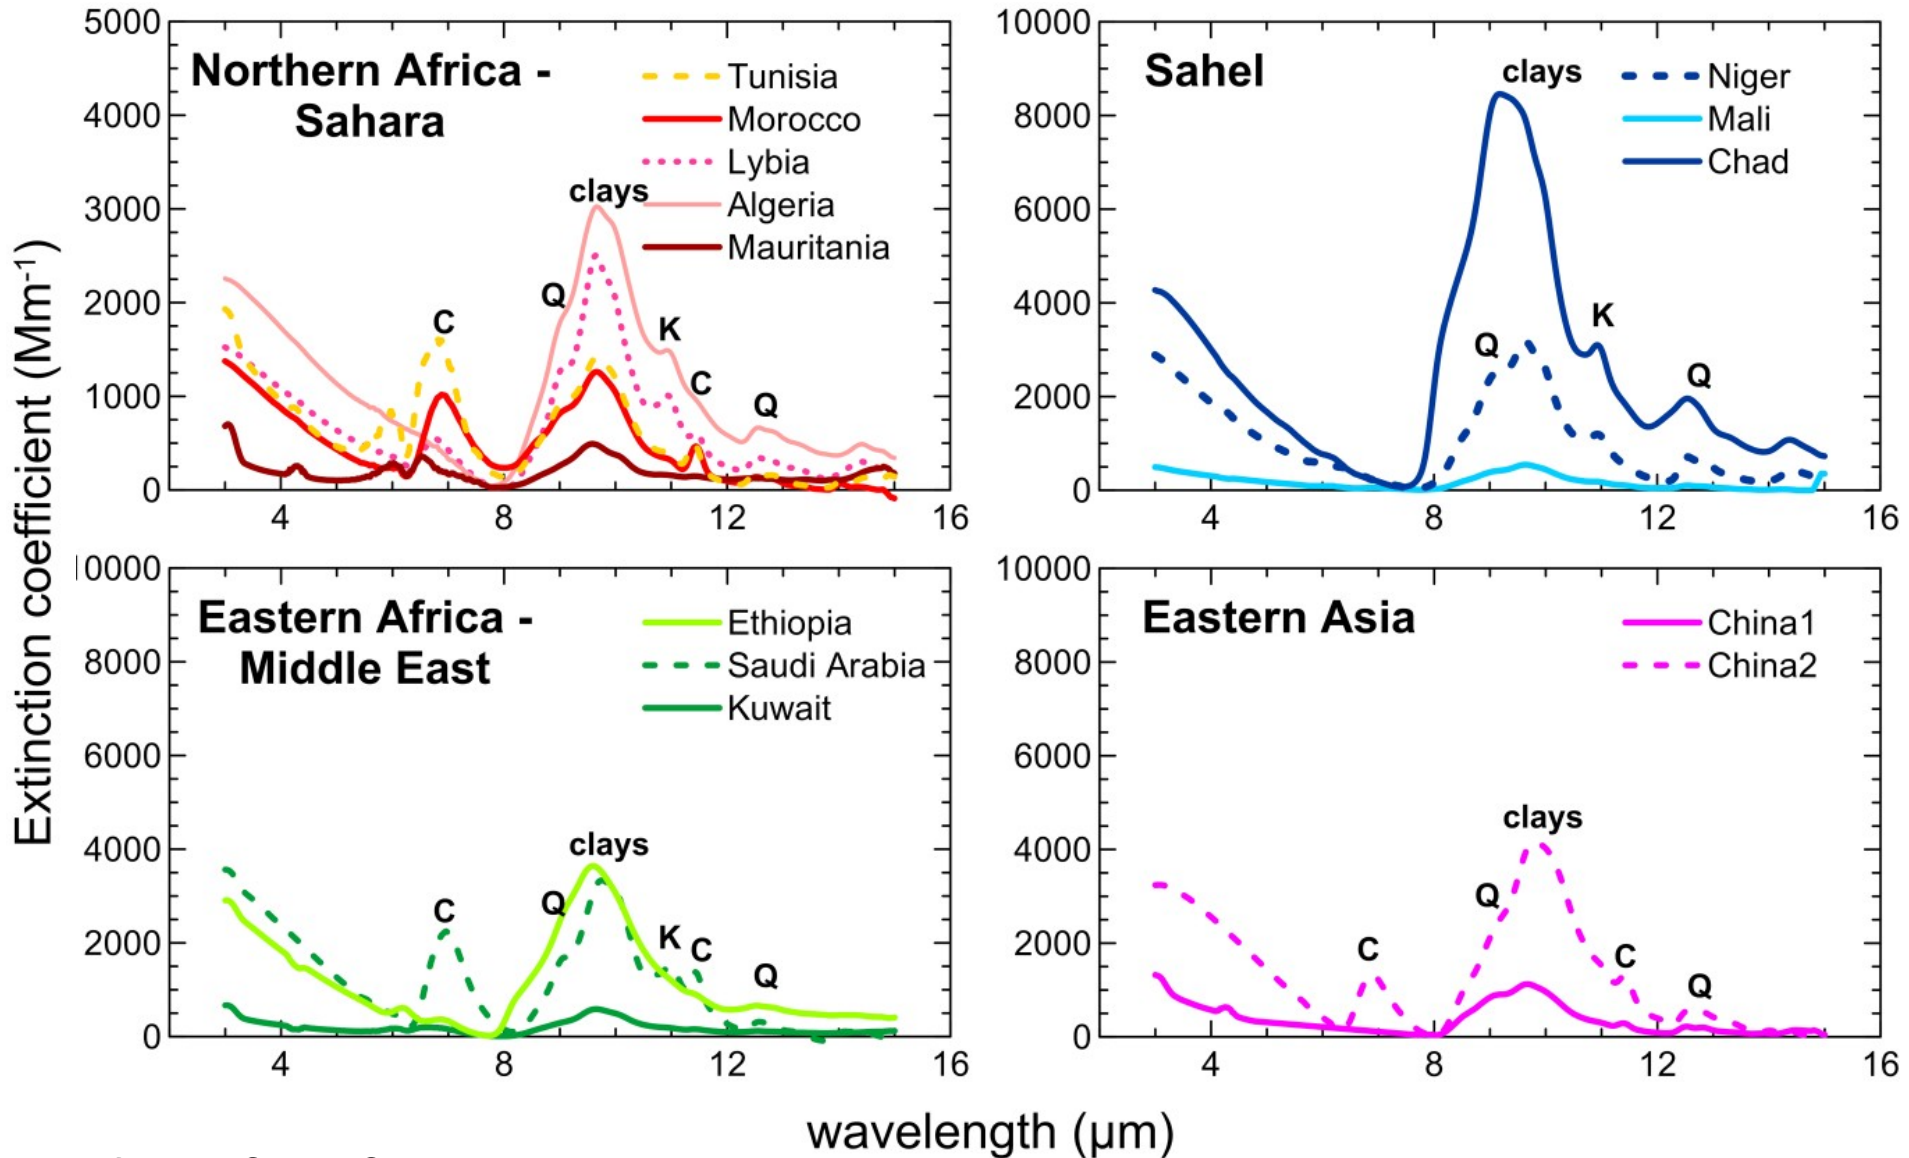 Extinction coefficient (Mm-1)
5000
4000
3000
2000
1000
0
Northern Africa -
Sahara
Tunisia
Morocco
Lybia
Algeria
Mauritania
clays
Q
C
K
C
Q
4 8 12 16
10000
8000
6000
4000
2000
0
Sahel
clays
Niger
Mali
Chad
K
Q
Q
4 8 12 16
0000
8000
6000
4000
2000
0
Eastern Africa -
Middle East
Ethiopia
Saudi Arabia
Kuwait
clays
Q
C
K
C
Q
4 8 12 16
10000
8000
6000
4000
2000
0
Eastern Asia
China1
China2
clays
Q
C
C
Q
4 8 12 16
wavelength (µm)